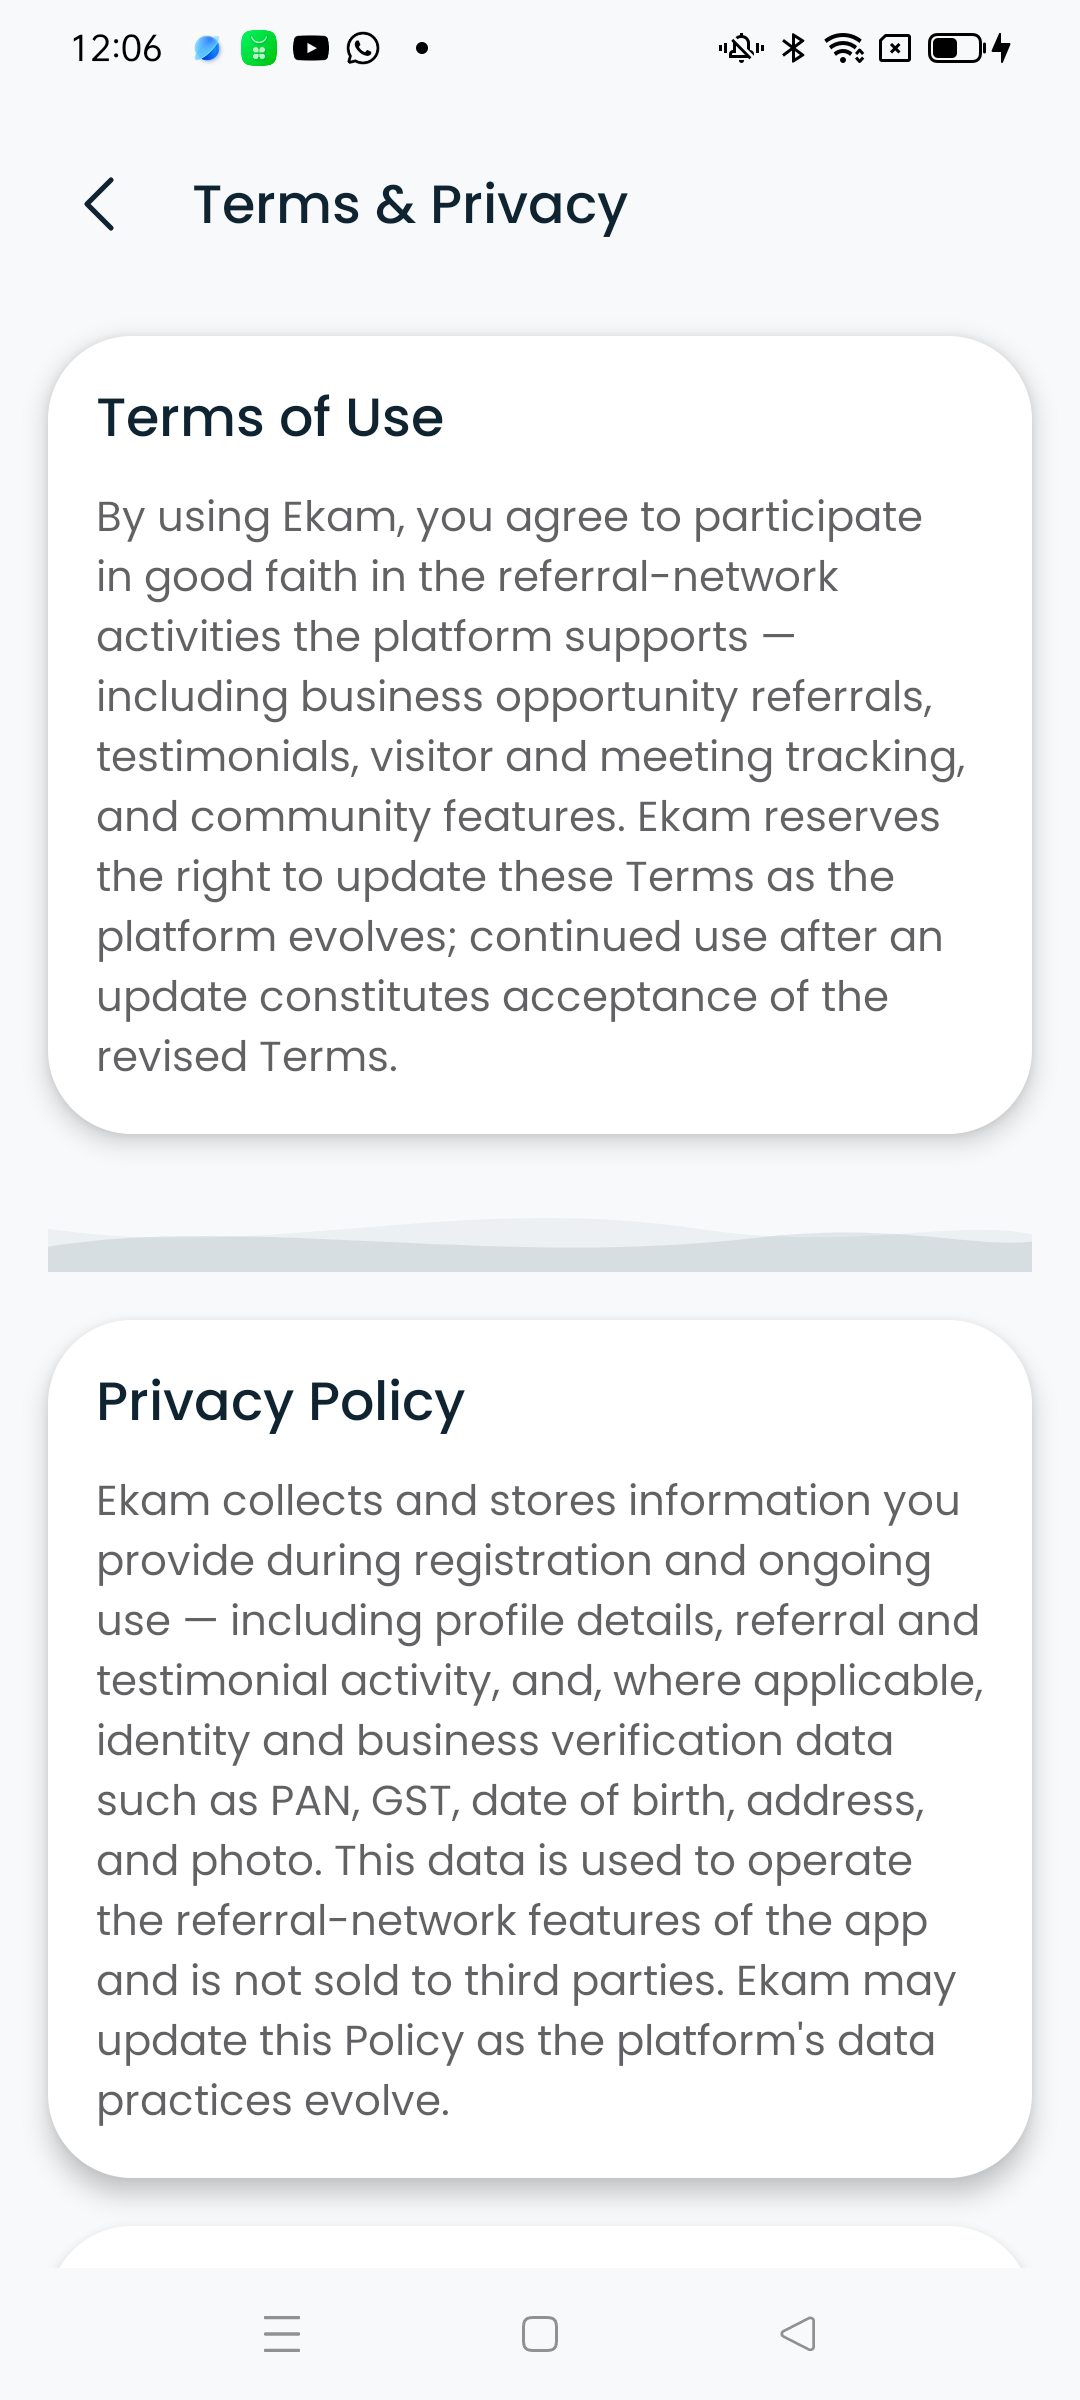 12:06
Terms & Privacy
Terms of Use
By using Ekam, you agree to participate
in good faith in the referral-network
activities the platform supports —
including business opportunity referrals,
testimonials, visitor and meeting tracking,
and community features. Ekam reserves
the right to update these Terms as the
platform evolves; continued use after an
update constitutes acceptance of the
revised Terms.
Privacy Policy
Ekam collects and stores information you
provide during registration and ongoing
use — including profile details, referral and
testimonial activity, and, where applicable,
identity and business verification data
such as PAN, GST, date of birth, address,
and photo. This data is used to operate
the referral-network features of the app
and is not sold to third parties. Ekam may
update this Policy as the platform's data
practices evolve.